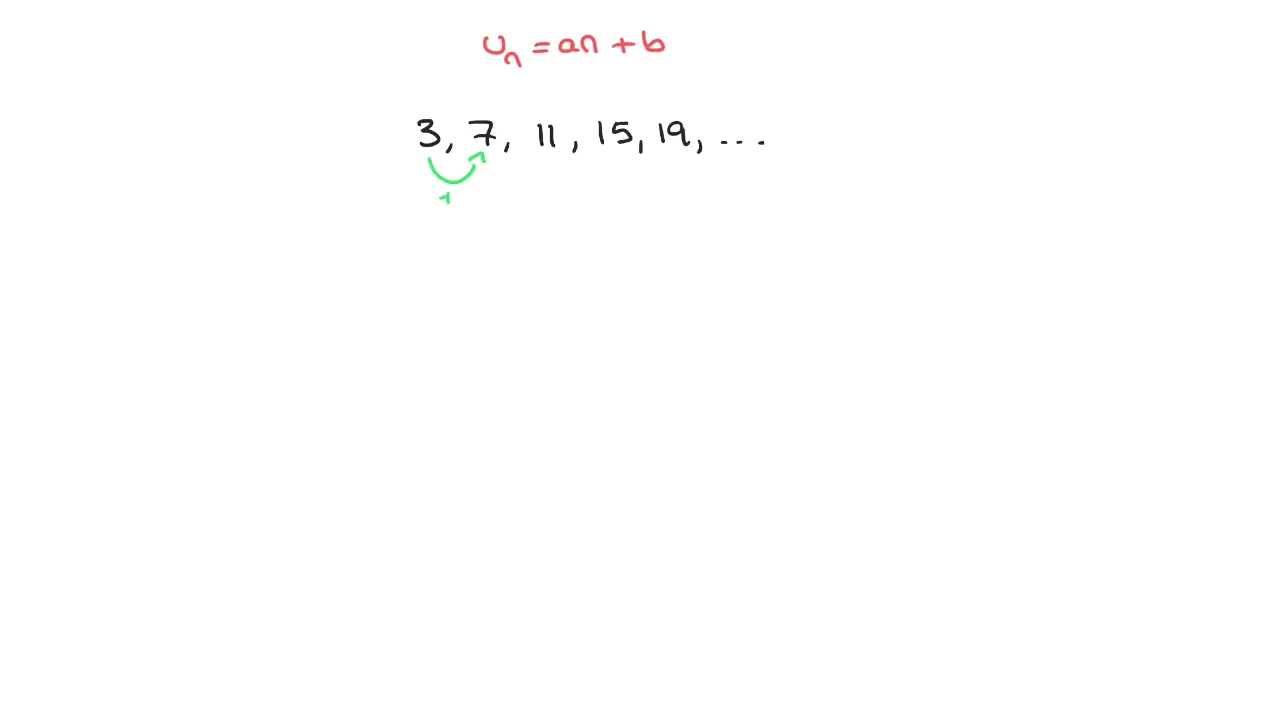 Uₙ = an + b
3, 7, 11, 15, 19, ...
+